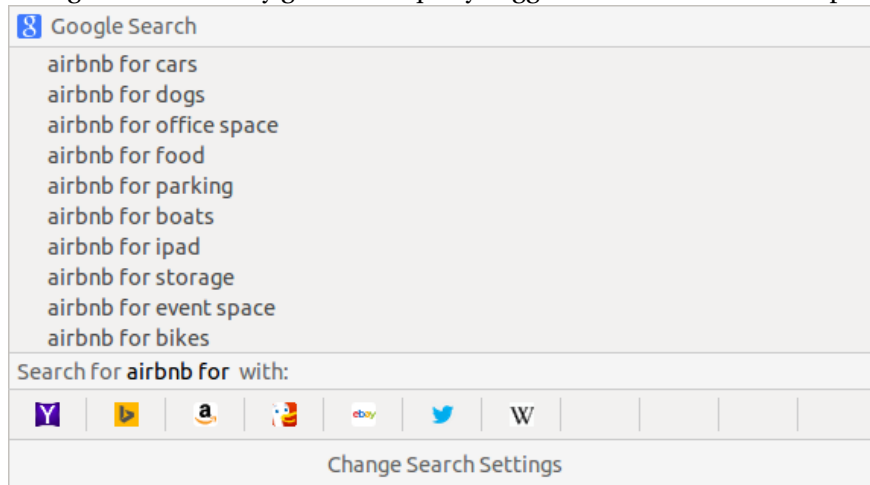 Google Search
airbnb for cars
airbnb for dogs
airbnb for office space
airbnb for food
airbnb for parking
airbnb for boats
airbnb for ipad
airbnb for storage
airbnb for event space
airbnb for bikes
Search for airbnb for with:
Y b a ebay W
Change Search Settings